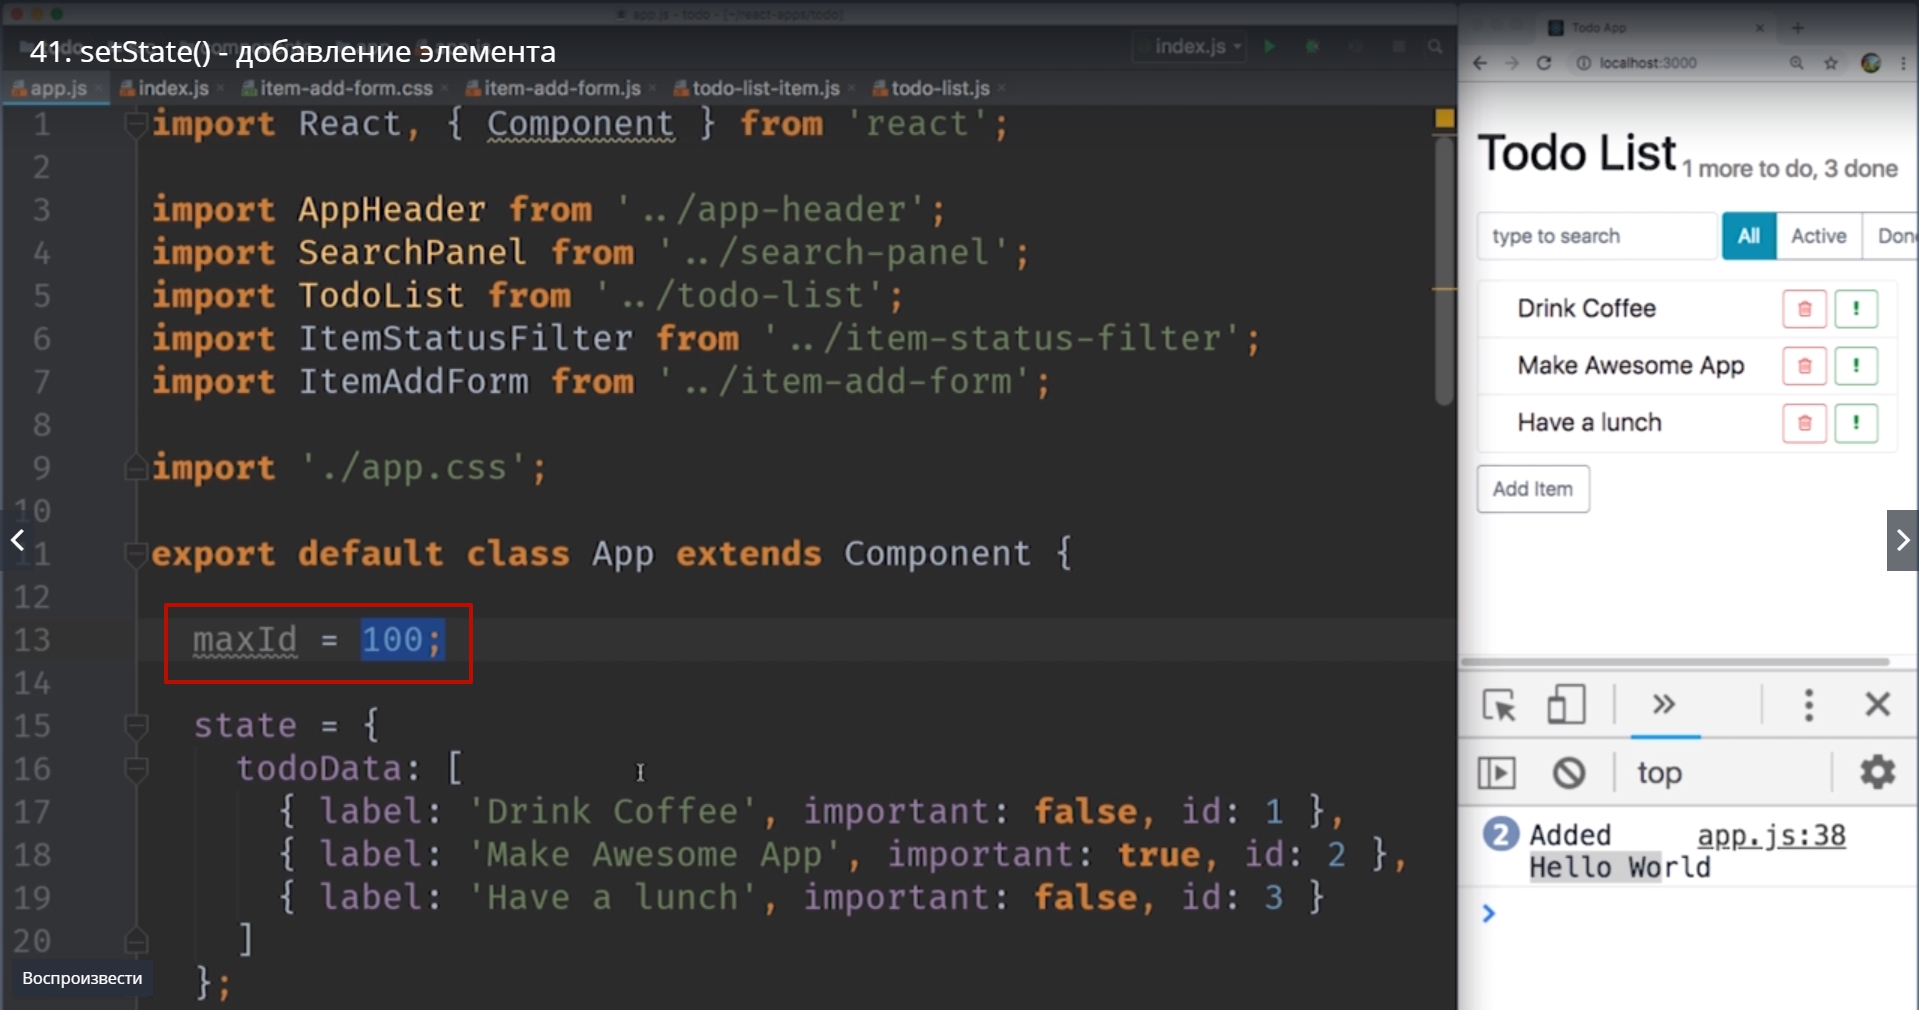 app.js - todo - [~/react-apps/todo]
41. setState() - добавление элемента
index.js
app.js
index.js
item-add-form.css
item-add-form.js
todo-list-item.js
todo-list.js
1 import React, { Component } from 'react';
2
3 import AppHeader from '../app-header';
4 import SearchPanel from '../search-panel';
5 import TodoList from '../todo-list';
6 import ItemStatusFilter from '../item-status-filter';
7 import ItemAddForm from '../item-add-form';
8
9 import './app.css';
10
11 export default class App extends Component {
12
13 maxId = 100;
14
15 state = {
16 todoData: [
17 { label: 'Drink Coffee', important: false, id: 1 },
18 { label: 'Make Awesome App', important: true, id: 2 },
19 { label: 'Have a lunch', important: false, id: 3 }
20 ]
};
Воспроизвести
Todo App
localhost:3000
Todo List 1 more to do, 3 done
type to search All Active Done
Drink Coffee
Make Awesome App
Have a lunch
Add Item
top
2 Added app.js:38
Hello World